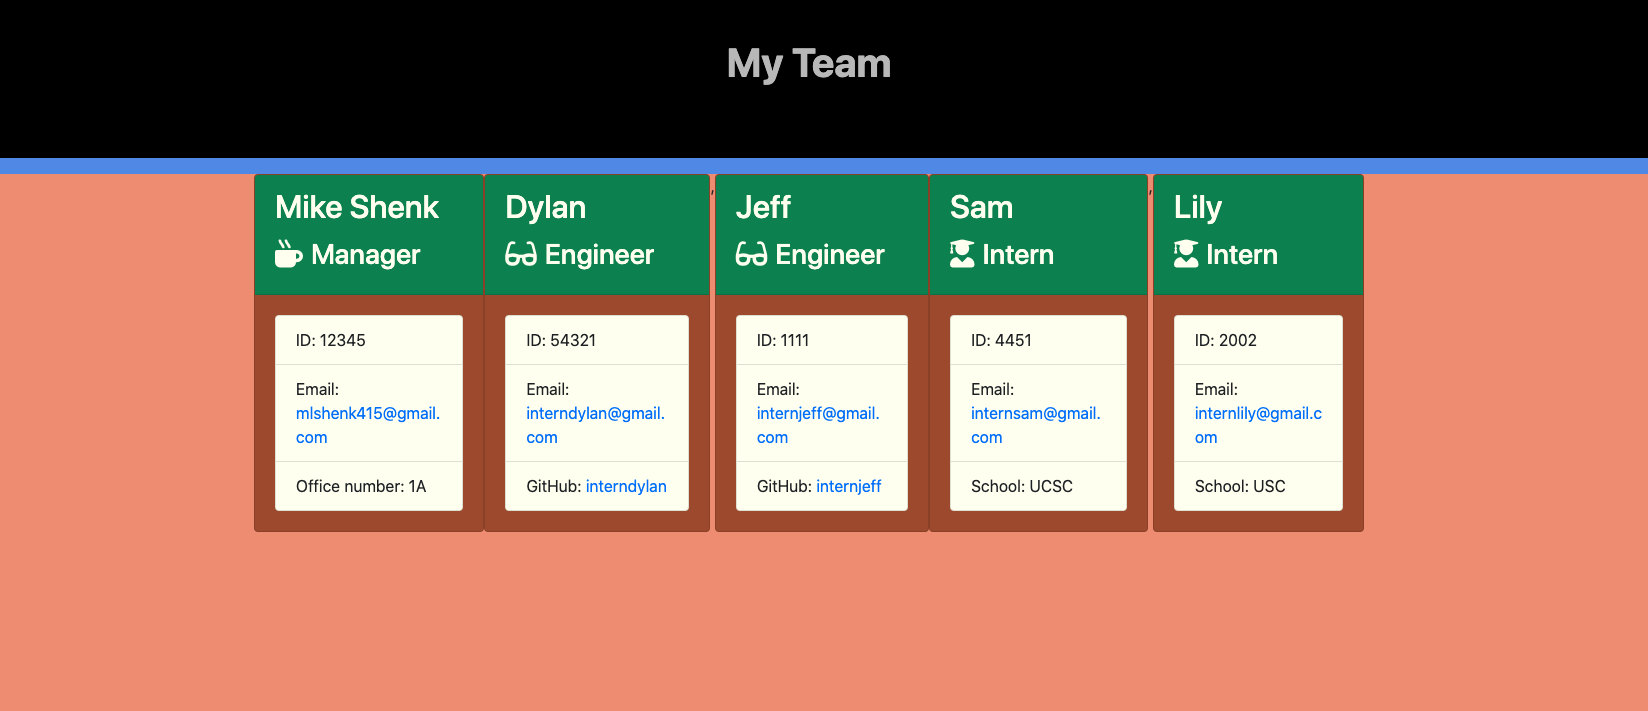 My Team
Mike Shenk
Manager
ID: 12345
Email:
mlshenk415@gmail.
com
Office number: 1A
Dylan
Engineer
ID: 54321
Email:
interndylan@gmail.
com
GitHub: interndylan
,
Jeff
Engineer
ID: 1111
Email:
internjeff@gmail.
com
GitHub: internjeff
Sam
Intern
ID: 4451
Email:
internsam@gmail.
com
School: UCSC
,
Lily
Intern
ID: 2002
Email:
internlily@gmail.c
om
School: USC